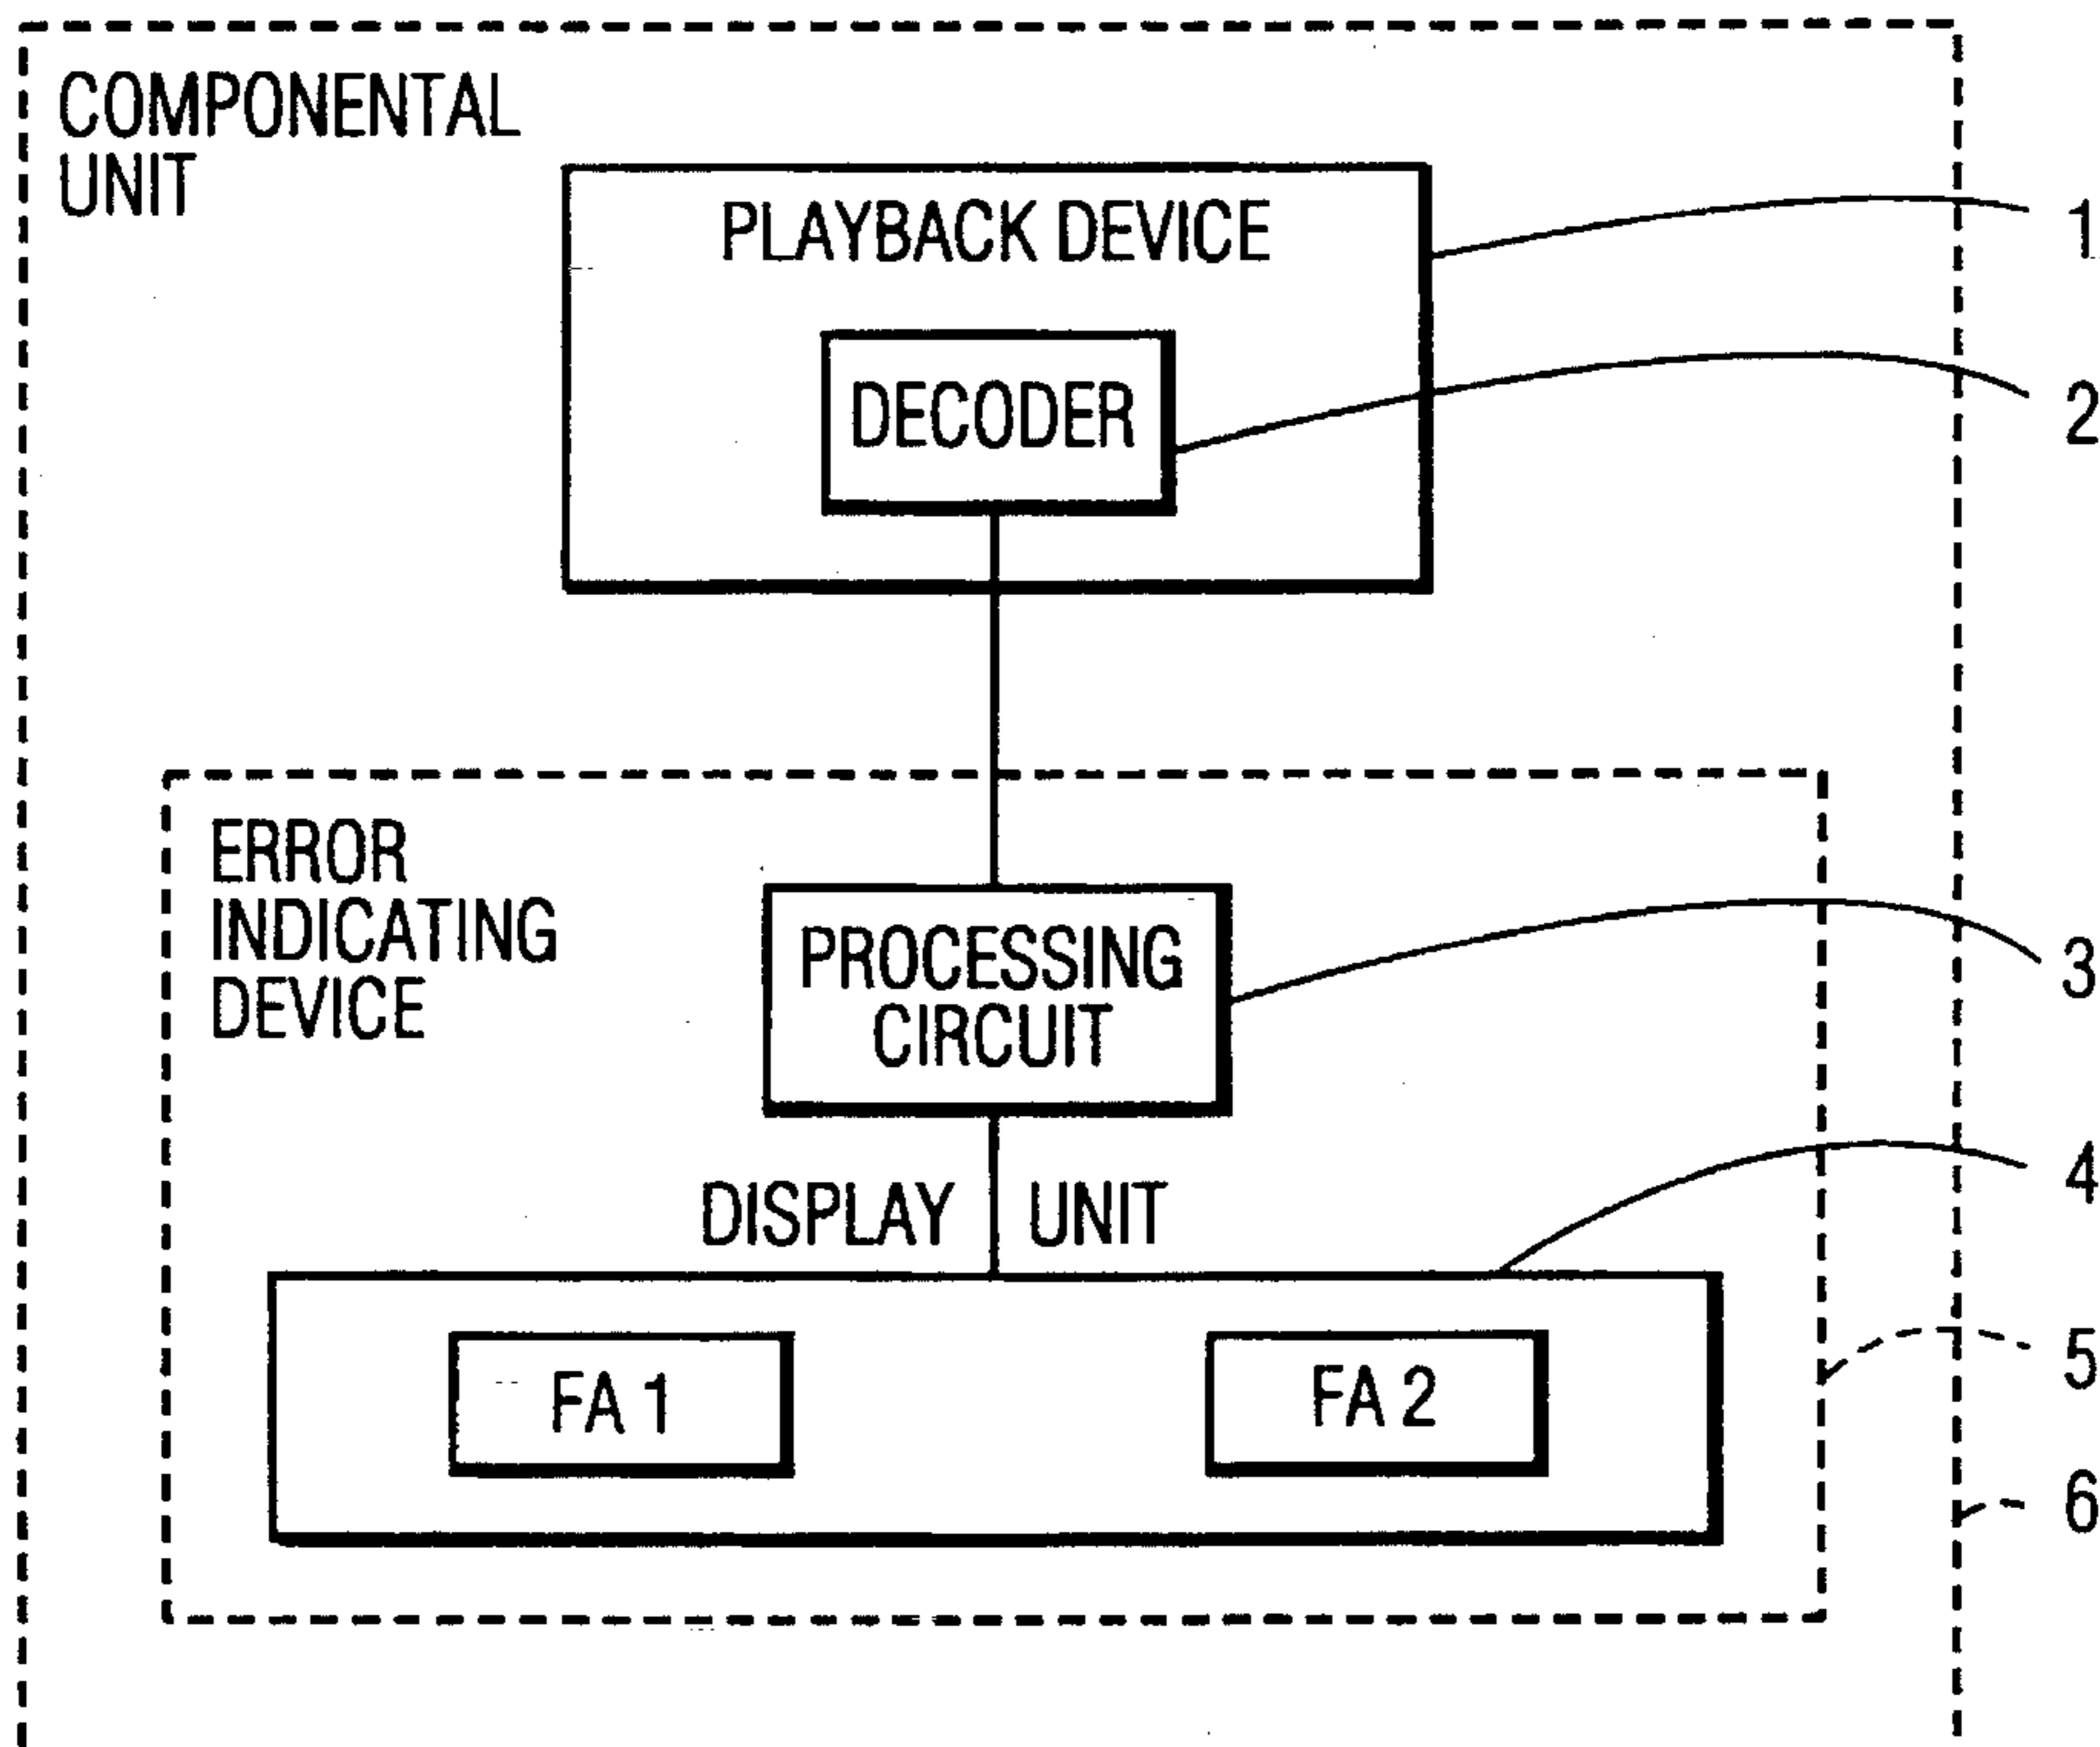 COMPONENTAL
UNIT
PLAYBACK DEVICE
1
DECODER
2
ERROR
INDICATING
DEVICE
PROCESSING
CIRCUIT
3
DISPLAY UNIT
4
FA 1
FA 2
5
6